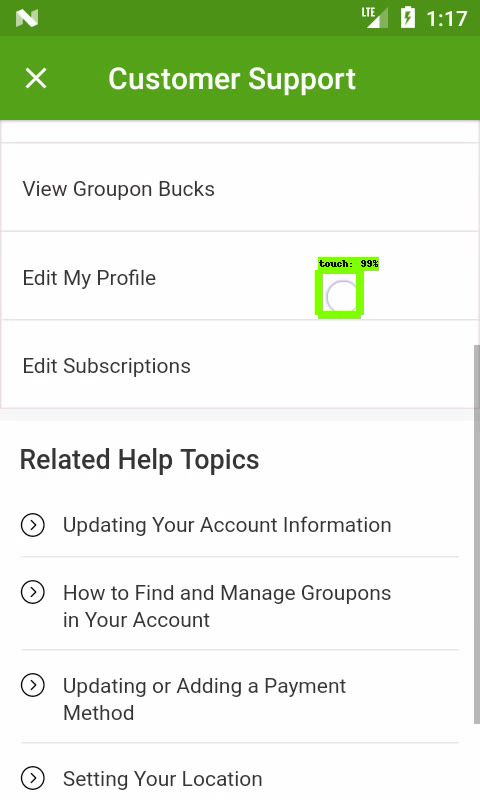 LTE 1:17
Customer Support
View Groupon Bucks
touch: 99%
Edit My Profile
Edit Subscriptions
Related Help Topics
Updating Your Account Information
How to Find and Manage Groupons
in Your Account
Updating or Adding a Payment
Method
Setting Your Location